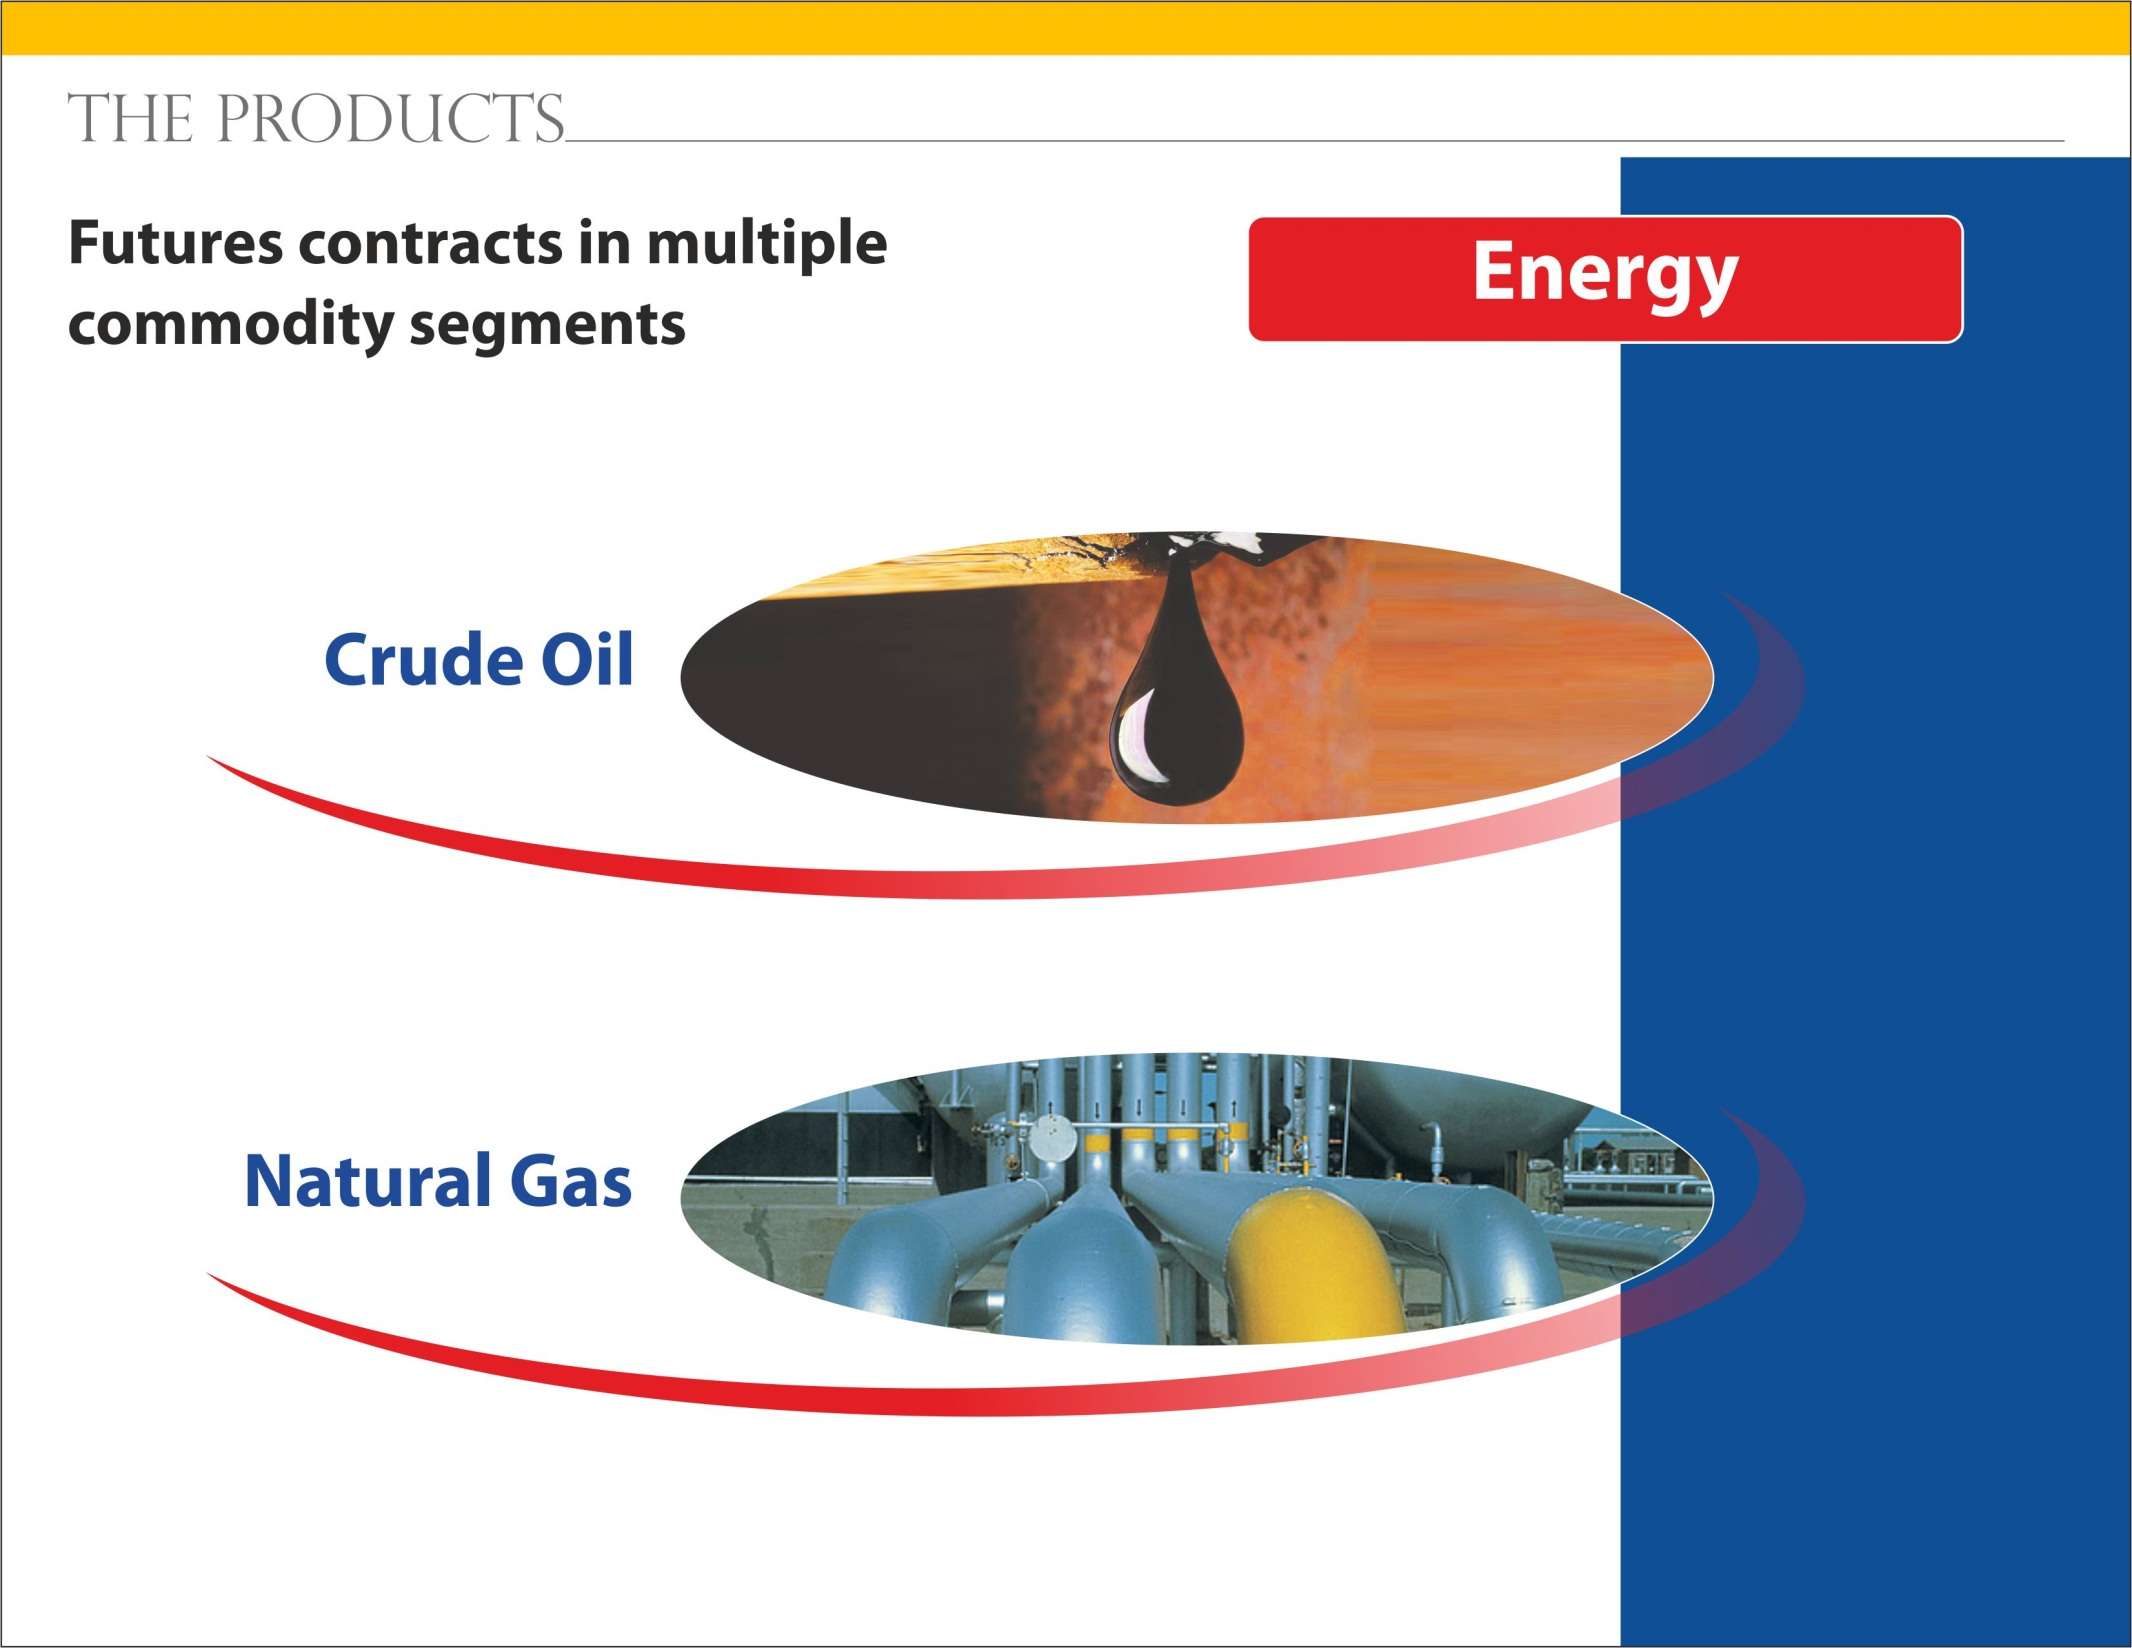 THE PRODUCTS
Futures contracts in multiple
commodity segments
Energy
Crude Oil
Natural Gas